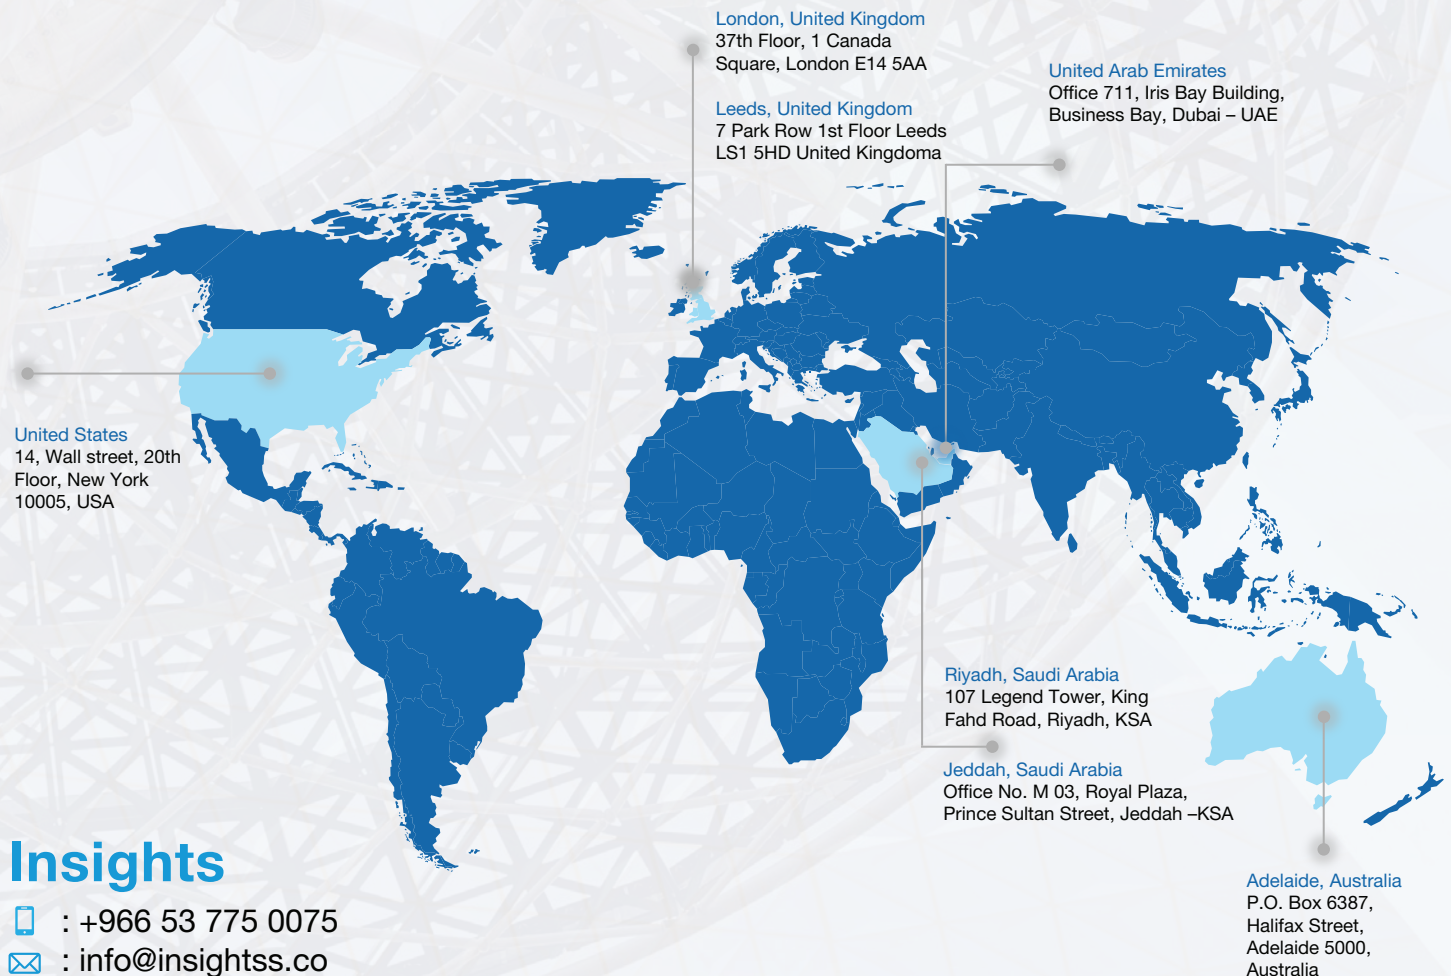 London, United Kingdom
37th Floor, 1 Canada
Square, London E14 5AA
Leeds, United Kingdom
7 Park Row 1st Floor Leeds
LS1 5HD United Kingdoma
United Arab Emirates
Office 711, Iris Bay Building,
Business Bay, Dubai – UAE
United States
14, Wall street, 20th
Floor, New York
10005, USA
Riyadh, Saudi Arabia
107 Legend Tower, King
Fahd Road, Riyadh, KSA
Jeddah, Saudi Arabia
Office No. M 03, Royal Plaza,
Prince Sultan Street, Jeddah –KSA
Adelaide, Australia
P.O. Box 6387,
Halifax Street,
Adelaide 5000,
Australia
Insights
: +966 53 775 0075
: info@insightss.co